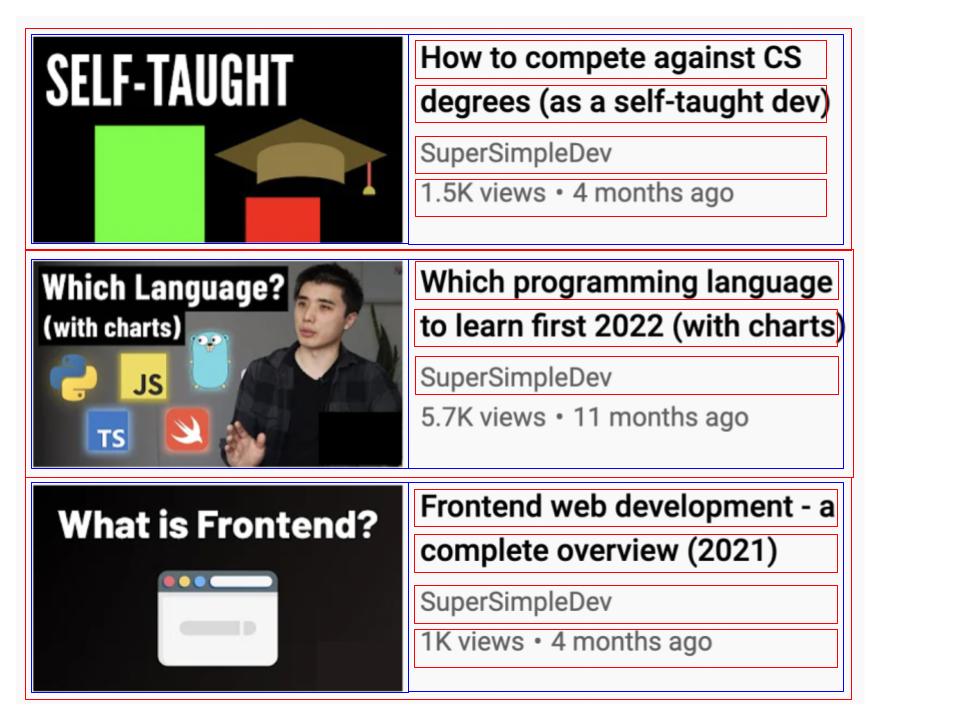 SELF-TAUGHT
How to compete against CS
degrees (as a self-taught dev)
SuperSimpleDev
1.5K views • 4 months ago
Which Language?
(with charts)
JS
TS
Which programming language
to learn first 2022 (with charts)
SuperSimpleDev
5.7K views • 11 months ago
What is Frontend?
Frontend web development - a
complete overview (2021)
SuperSimpleDev
1K views • 4 months ago